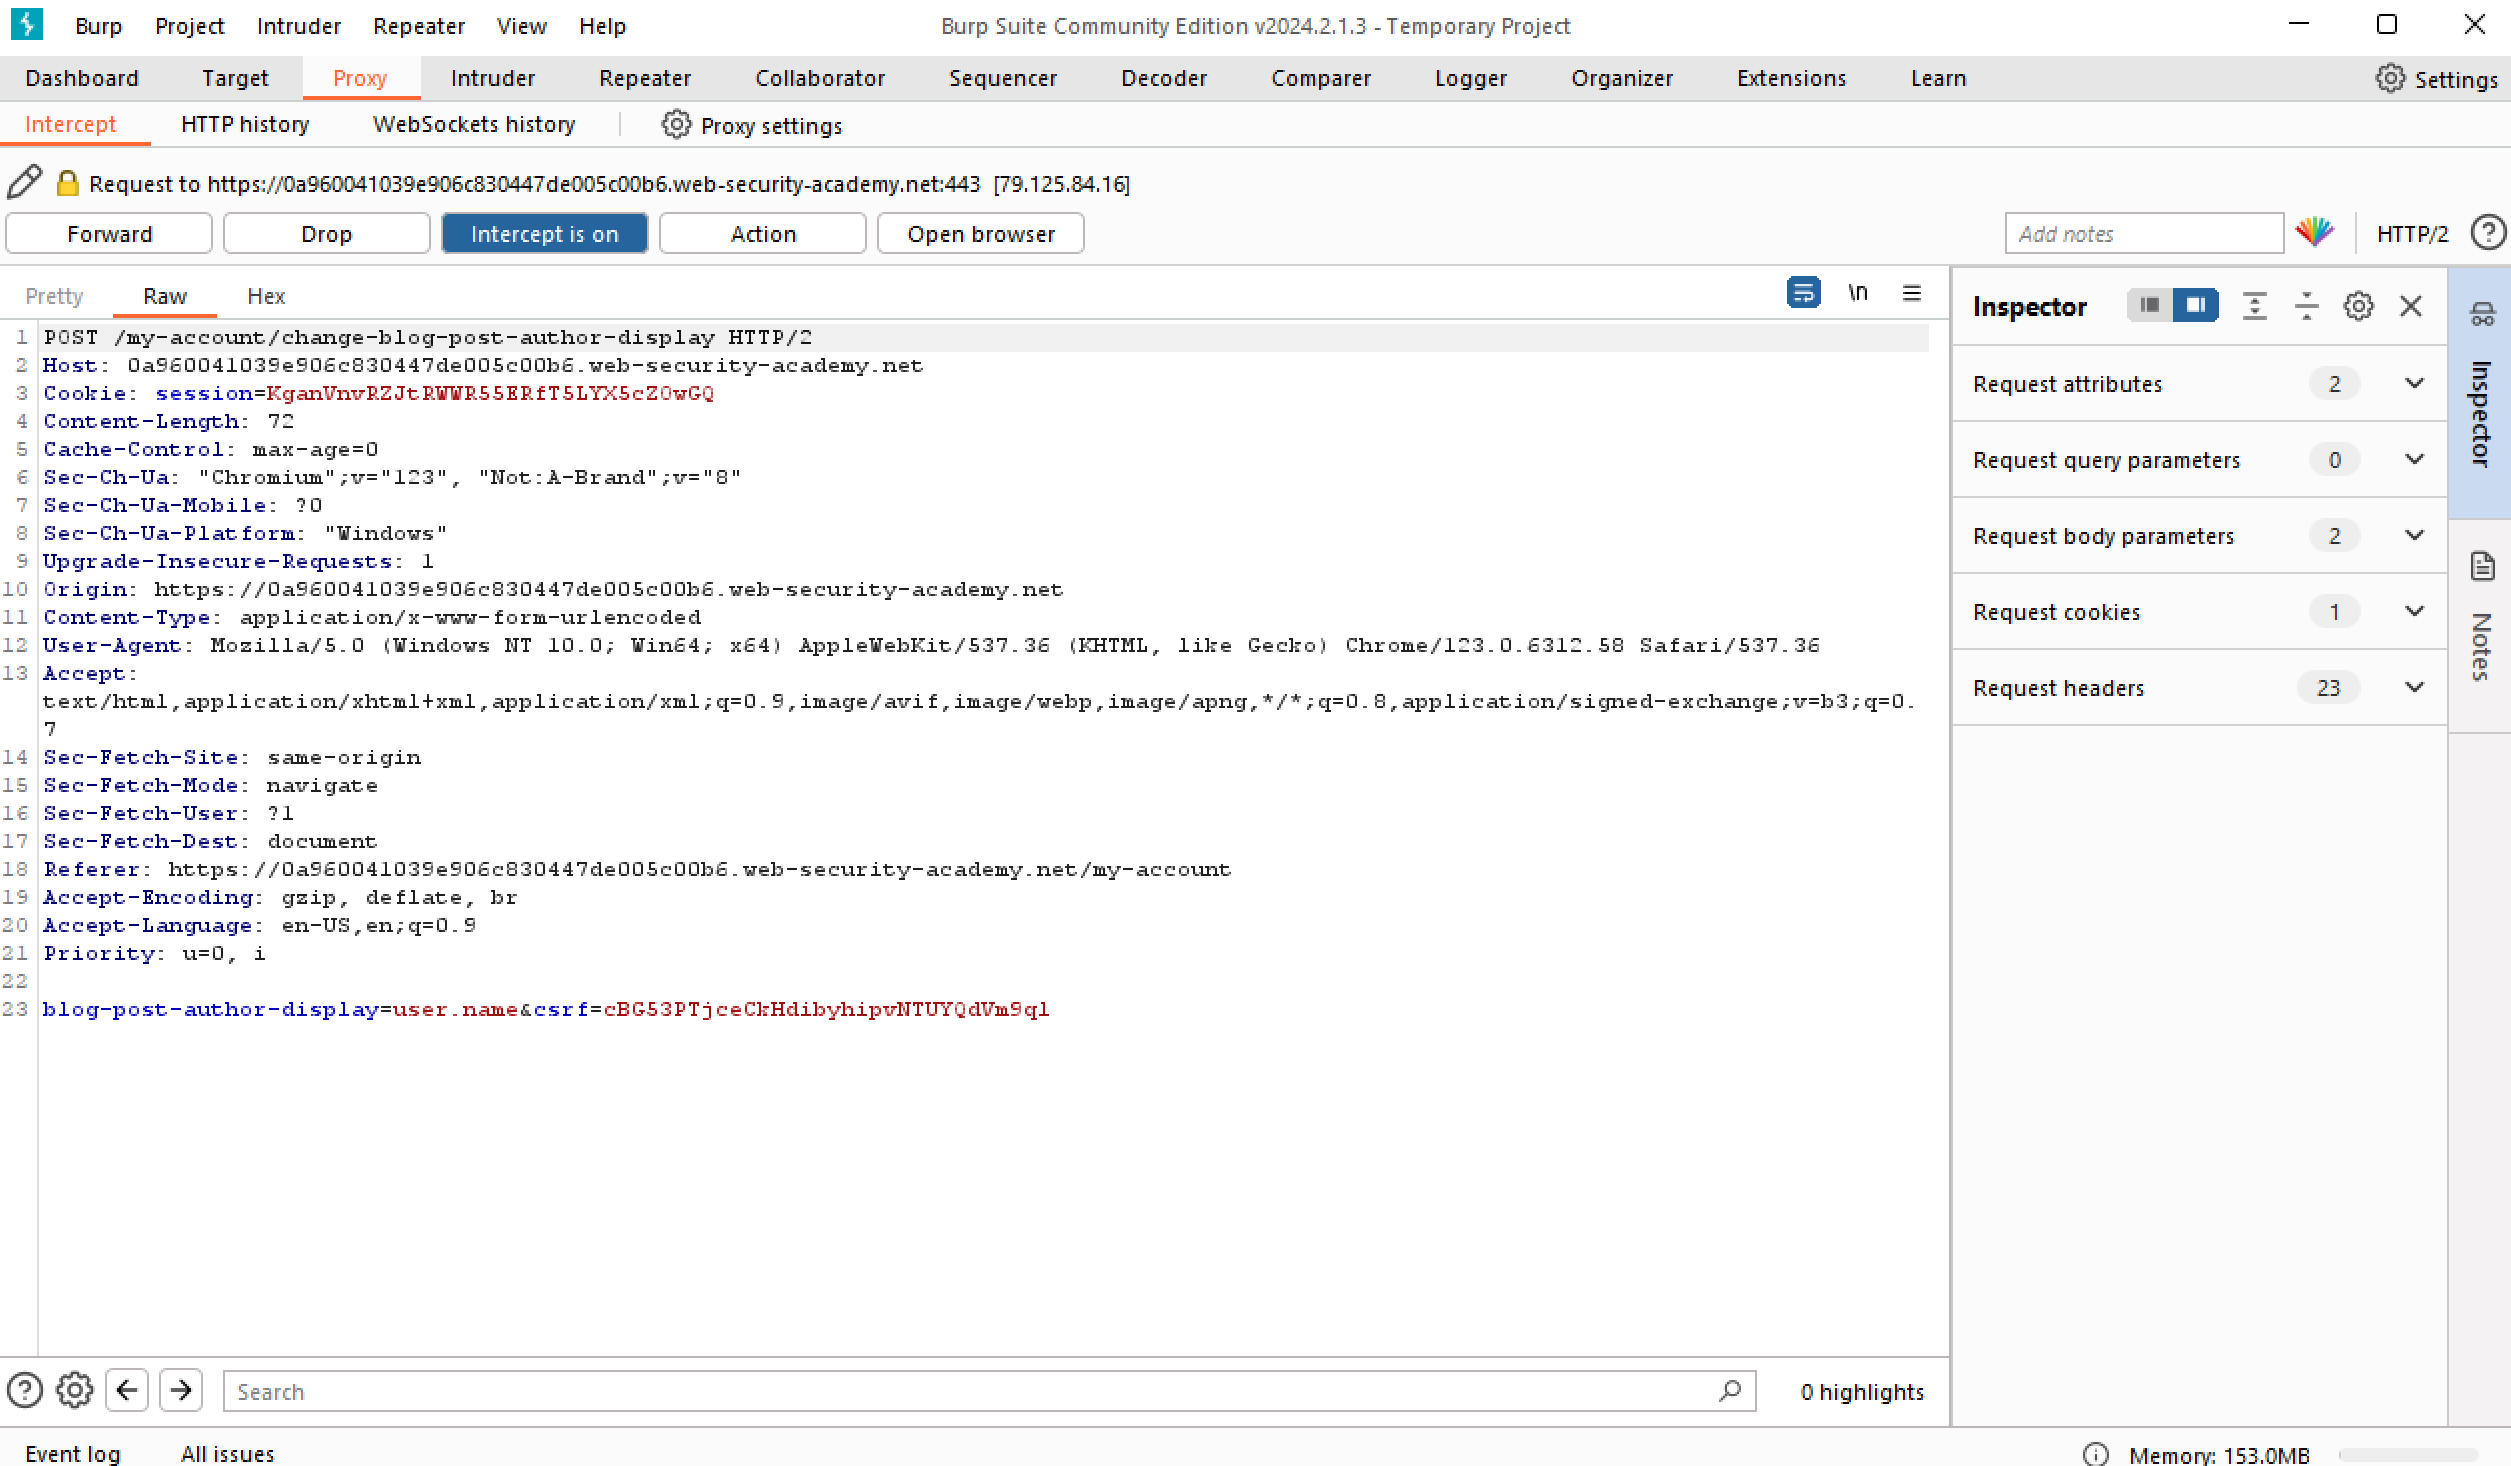 Burp Project Intruder Repeater View Help Burp Suite Community Edition v2024.2.1.3 - Temporary Project
Dashboard Target Proxy Intruder Repeater Collaborator Sequencer Decoder Comparer Logger Organizer Extensions Learn Settings
Intercept HTTP history WebSockets history Proxy settings
Request to https://0a960041039e906c830447de005c00b6.web-security-academy.net:443 [79.125.84.16]
Forward Drop Intercept is on Action Open browser Add notes HTTP/2
Pretty Raw Hex \n
Inspector
1 POST /my-account/change-blog-post-author-display HTTP/2
2 Host: 0a960041039e906c830447de005c00b6.web-security-academy.net
3 Cookie: session=KganVnvRZJtRWWR55ERfT5LYX5cZ0wGQ
4 Content-Length: 72
5 Cache-Control: max-age=0
6 Sec-Ch-Ua: "Chromium";v="123", "Not:A-Brand";v="8"
7 Sec-Ch-Ua-Mobile: ?0
8 Sec-Ch-Ua-Platform: "Windows"
9 Upgrade-Insecure-Requests: 1
10 Origin: https://0a960041039e906c830447de005c00b6.web-security-academy.net
11 Content-Type: application/x-www-form-urlencoded
12 User-Agent: Mozilla/5.0 (Windows NT 10.0; Win64; x64) AppleWebKit/537.36 (KHTML, like Gecko) Chrome/123.0.6312.58 Safari/537.36
13 Accept:
text/html,application/xhtml+xml,application/xml;q=0.9,image/avif,image/webp,image/apng,*/*;q=0.8,application/signed-exchange;v=b3;q=0.
7
14 Sec-Fetch-Site: same-origin
15 Sec-Fetch-Mode: navigate
16 Sec-Fetch-User: ?1
17 Sec-Fetch-Dest: document
18 Referer: https://0a960041039e906c830447de005c00b6.web-security-academy.net/my-account
19 Accept-Encoding: gzip, deflate, br
20 Accept-Language: en-US,en;q=0.9
21 Priority: u=0, i
22
23 blog-post-author-display=user.name&csrf=cBG53PTjceCkHdibyhipvNTUYQdVm9ql
Request attributes 2
Request query parameters 0
Request body parameters 2
Request cookies 1
Request headers 23
Inspector
Notes
Search 0 highlights
Event log All issues Memory: 153.0MB